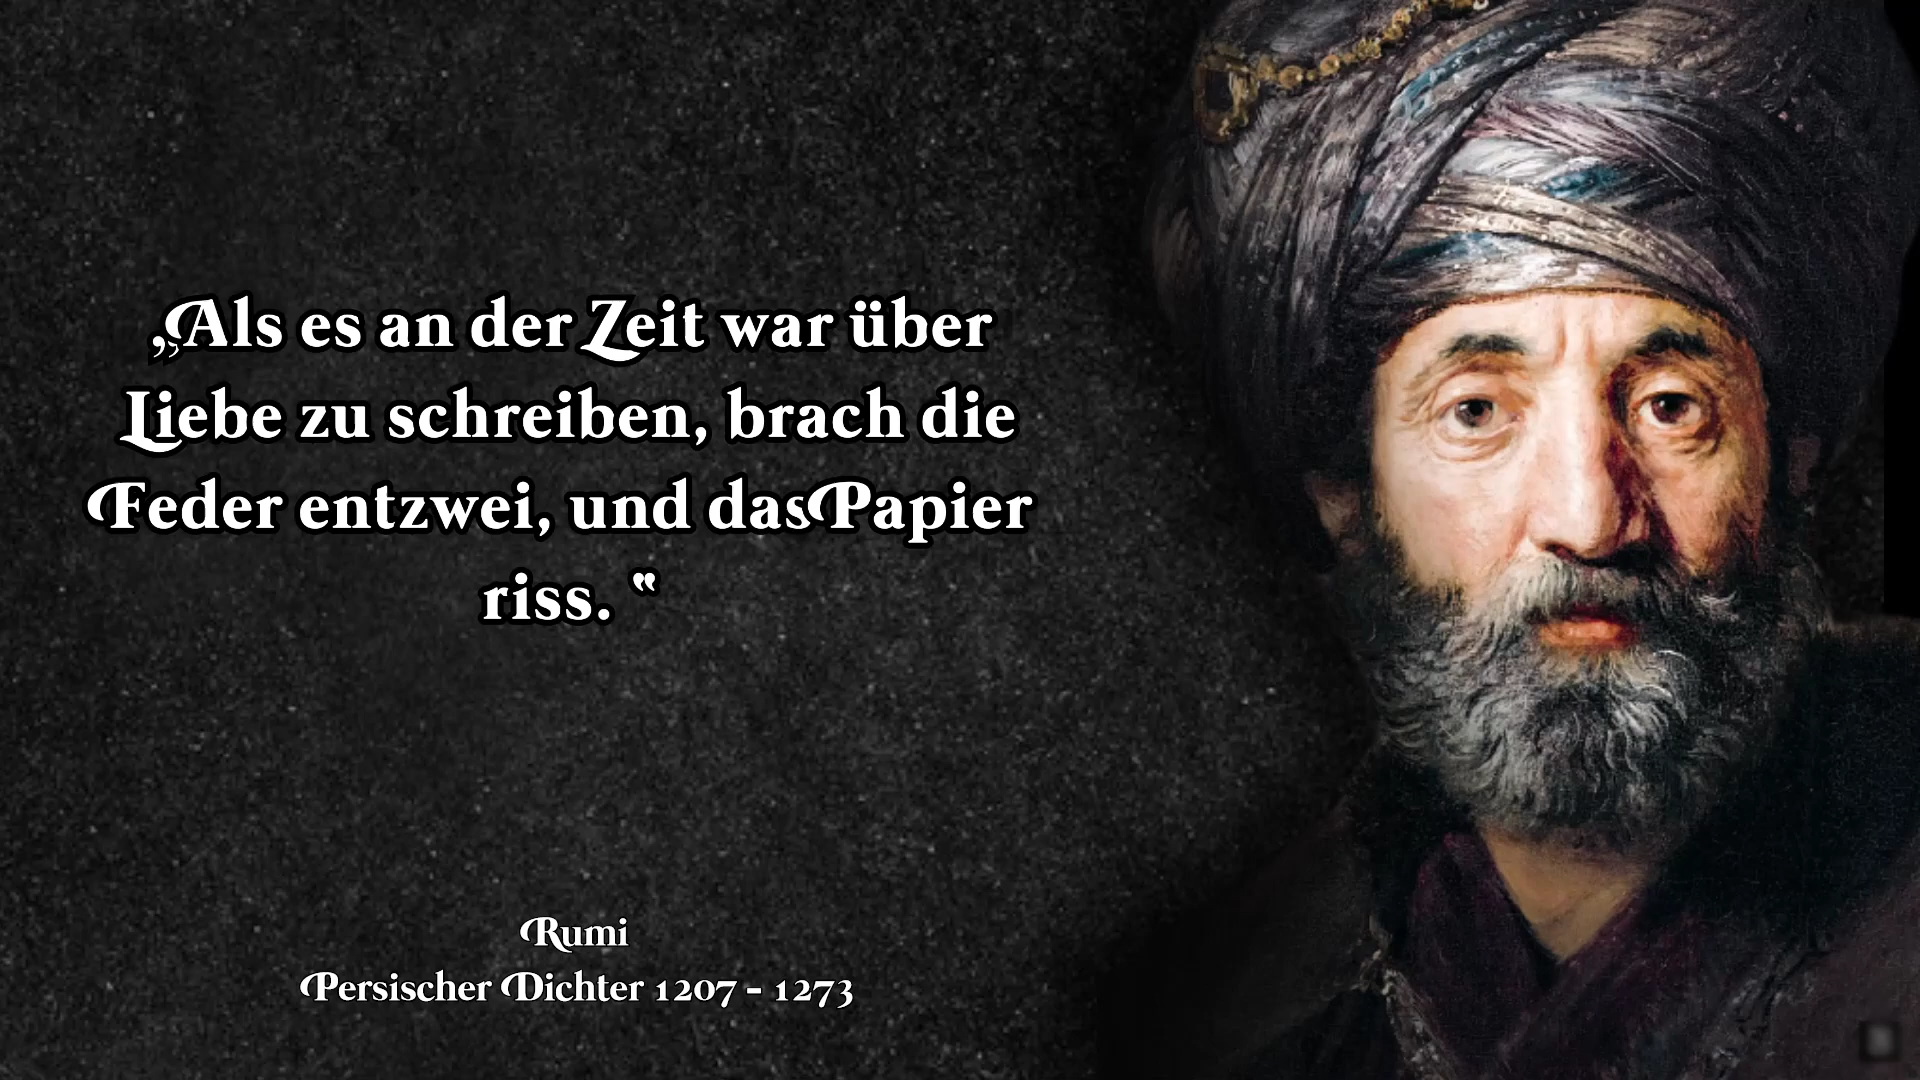 „Als es an der Zeit war über
Liebe zu schreiben, brach die
Feder entzwei, und das Papier
riss. “
Rumi
Persischer Dichter 1207 - 1273